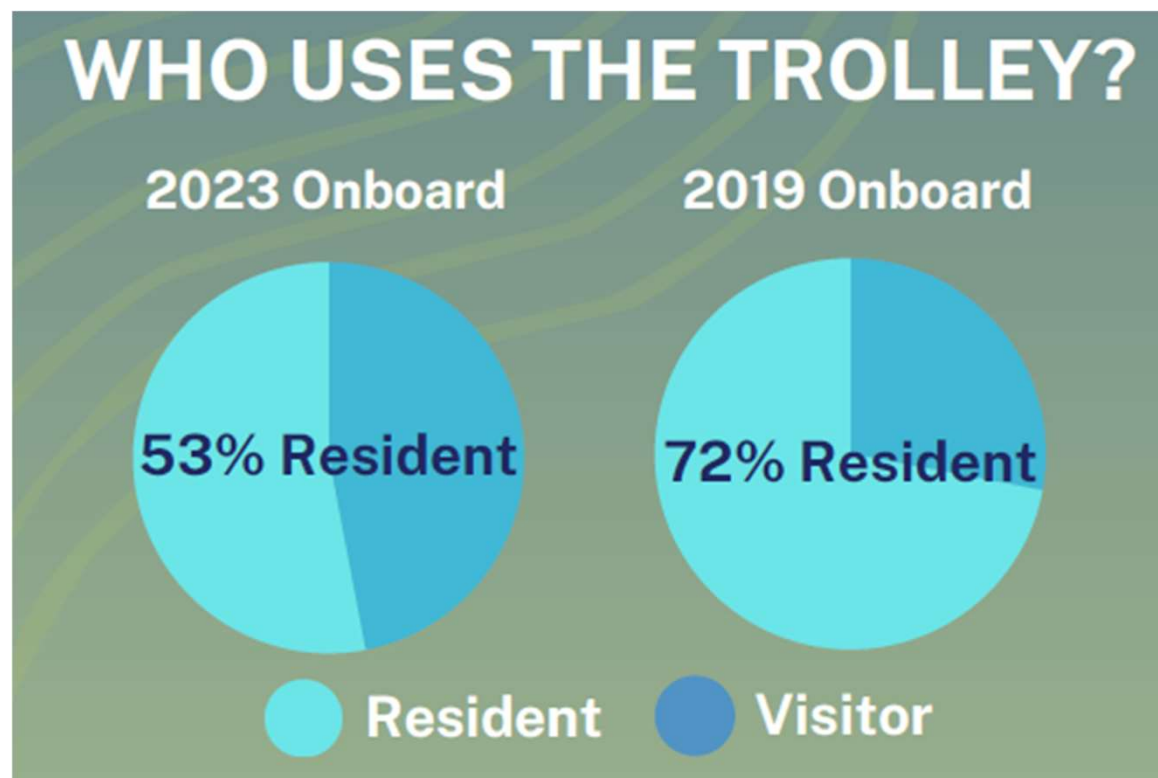 WHO USES THE TROLLEY?
2023 Onboard
2019 Onboard
53% Resident
72% Resident
Resident
Visitor